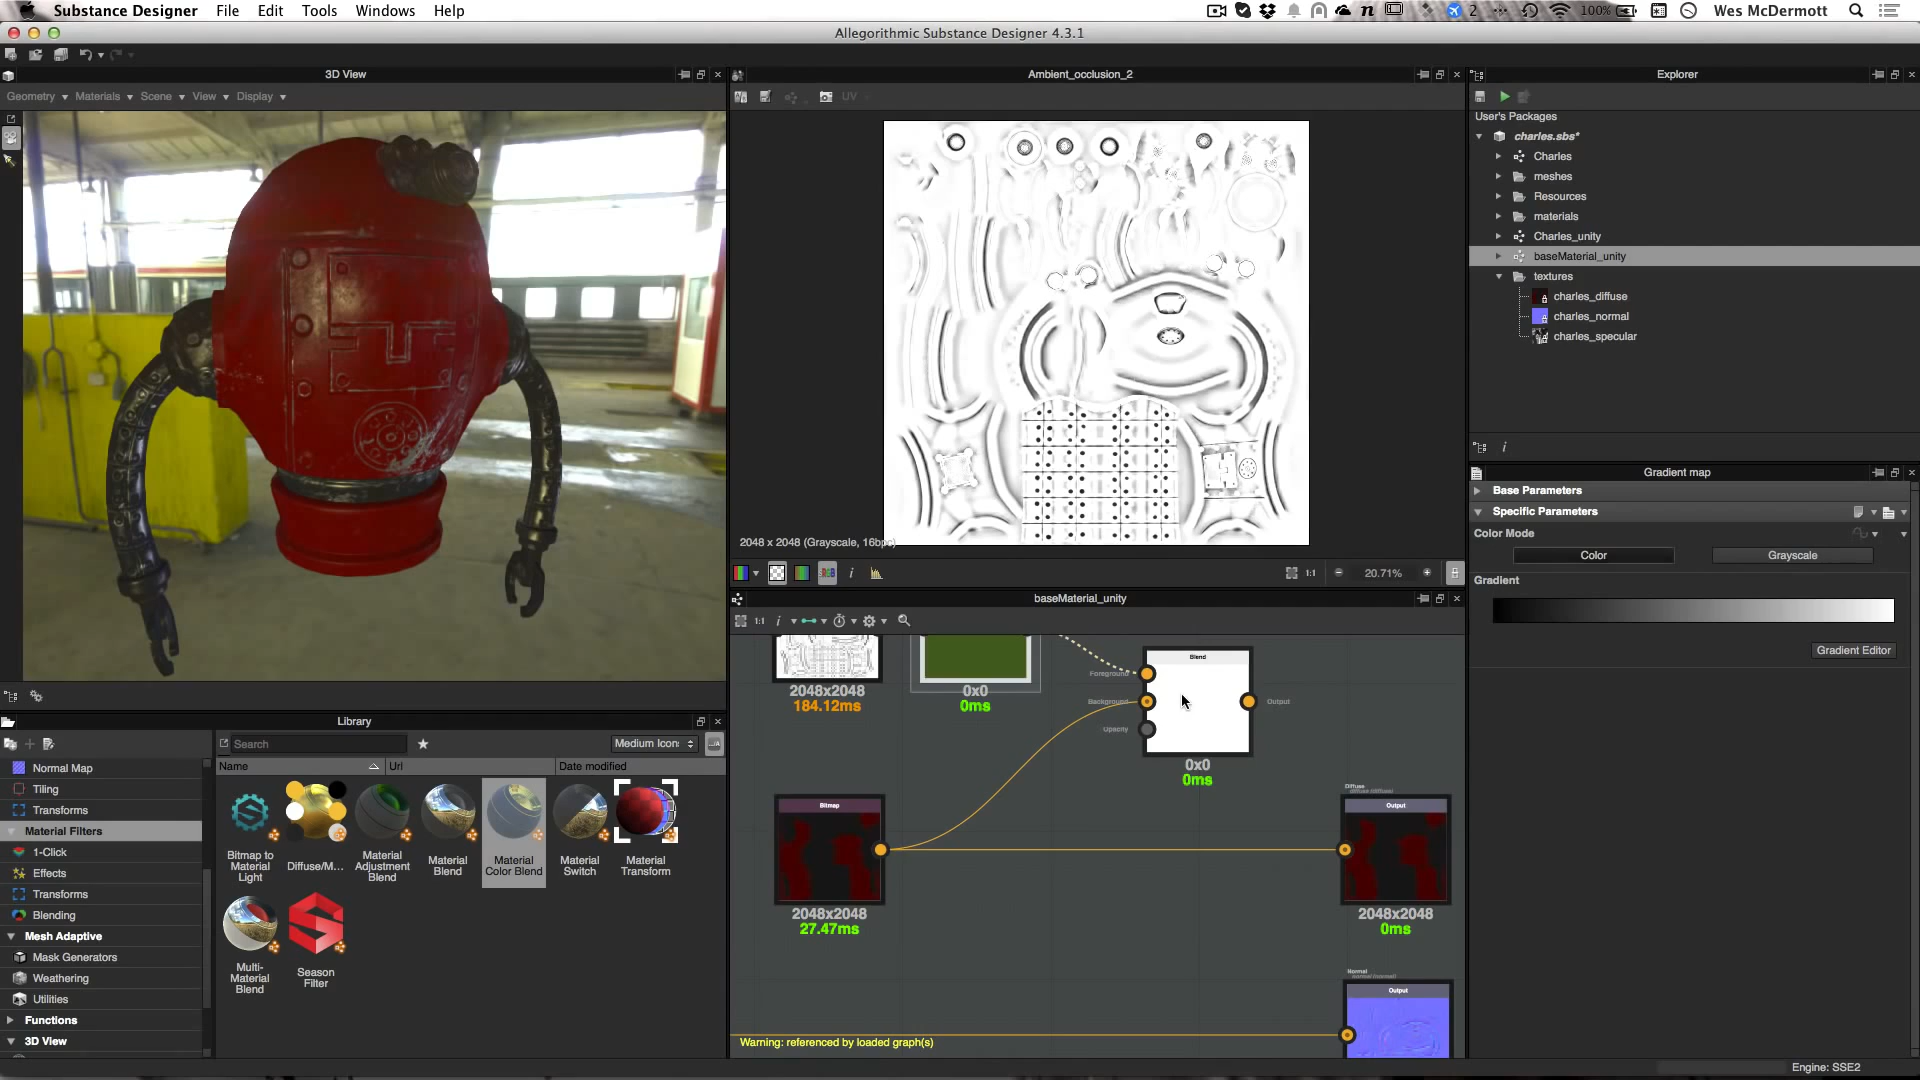 Substance Designer File Edit Tools Windows Help
2 100% Wes McDermott
Allegorithmic Substance Designer 4.3.1
3D View
Geometry Materials Scene View Display
Ambient_occlusion_2
UV
2048 x 2048 (Grayscale, 16bpc)
1:1 20.71%
Explorer
User's Packages
charles.sbs*
Charles
meshes
Resources
materials
Charles_unity
baseMaterial_unity
textures
charles_diffuse
charles_normal
charles_specular
Gradient map
Base Parameters
Specific Parameters
Color Mode
Color Grayscale
Gradient
Gradient Editor
baseMaterial_unity
1:1
2048x2048
184.12ms
0x0
0ms
Blend
Foreground
Background
Opacity
Output
0x0
0ms
Bitmap
2048x2048
27.47ms
Diffuse
Output
2048x2048
0ms
Normal
Output
Warning: referenced by loaded graph(s)
Library
Search
Medium Icons
Name Url Date modified
Normal Map
Tiling
Transforms
Material Filters
1-Click
Effects
Transforms
Blending
Mesh Adaptive
Mask Generators
Weathering
Utilities
Functions
3D View
Bitmap to Material Light
Diffuse/M...
Material Adjustment Blend
Material Blend
Material Color Blend
Material Switch
Material Transform
Multi-Material Blend
Season Filter
Engine: SSE2